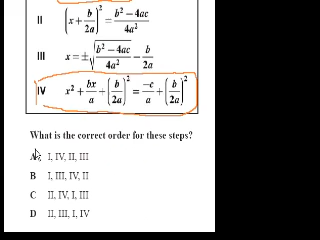 II (x + b/2a)² = b² − 4ac / 4a²
III x = ±√(b² − 4ac / 4a²) − b/2a
IV x² + bx/a + (b/2a)² = −c/a + (b/2a)²
What is the correct order for these steps?
A I, IV, II, III
B I, III, IV, II
C II, IV, I, III
D II, III, I, IV